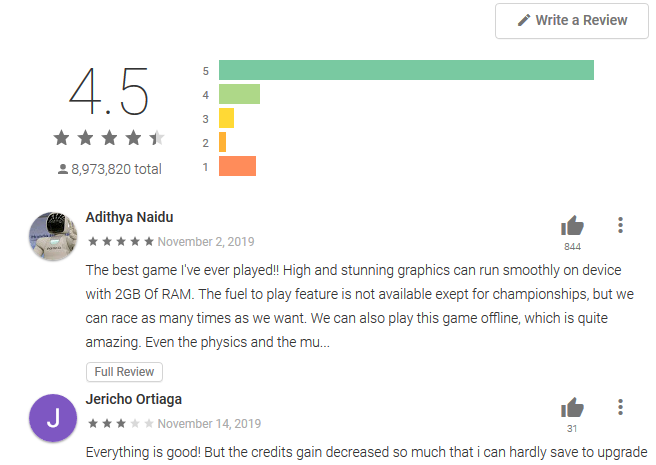 Write a Review
4.5
5
4
3
2
1
8,973,820 total
Adithya Naidu
November 2, 2019
844
The best game I've ever played!! High and stunning graphics can run smoothly on device
with 2GB Of RAM. The fuel to play feature is not available exept for championships, but we
can race as many times as we want. We can also play this game offline, which is quite
amazing. Even the physics and the mu...
Full Review
J
Jericho Ortiaga
November 14, 2019
31
Everything is good! But the credits gain decreased so much that i can hardly save to upgrade